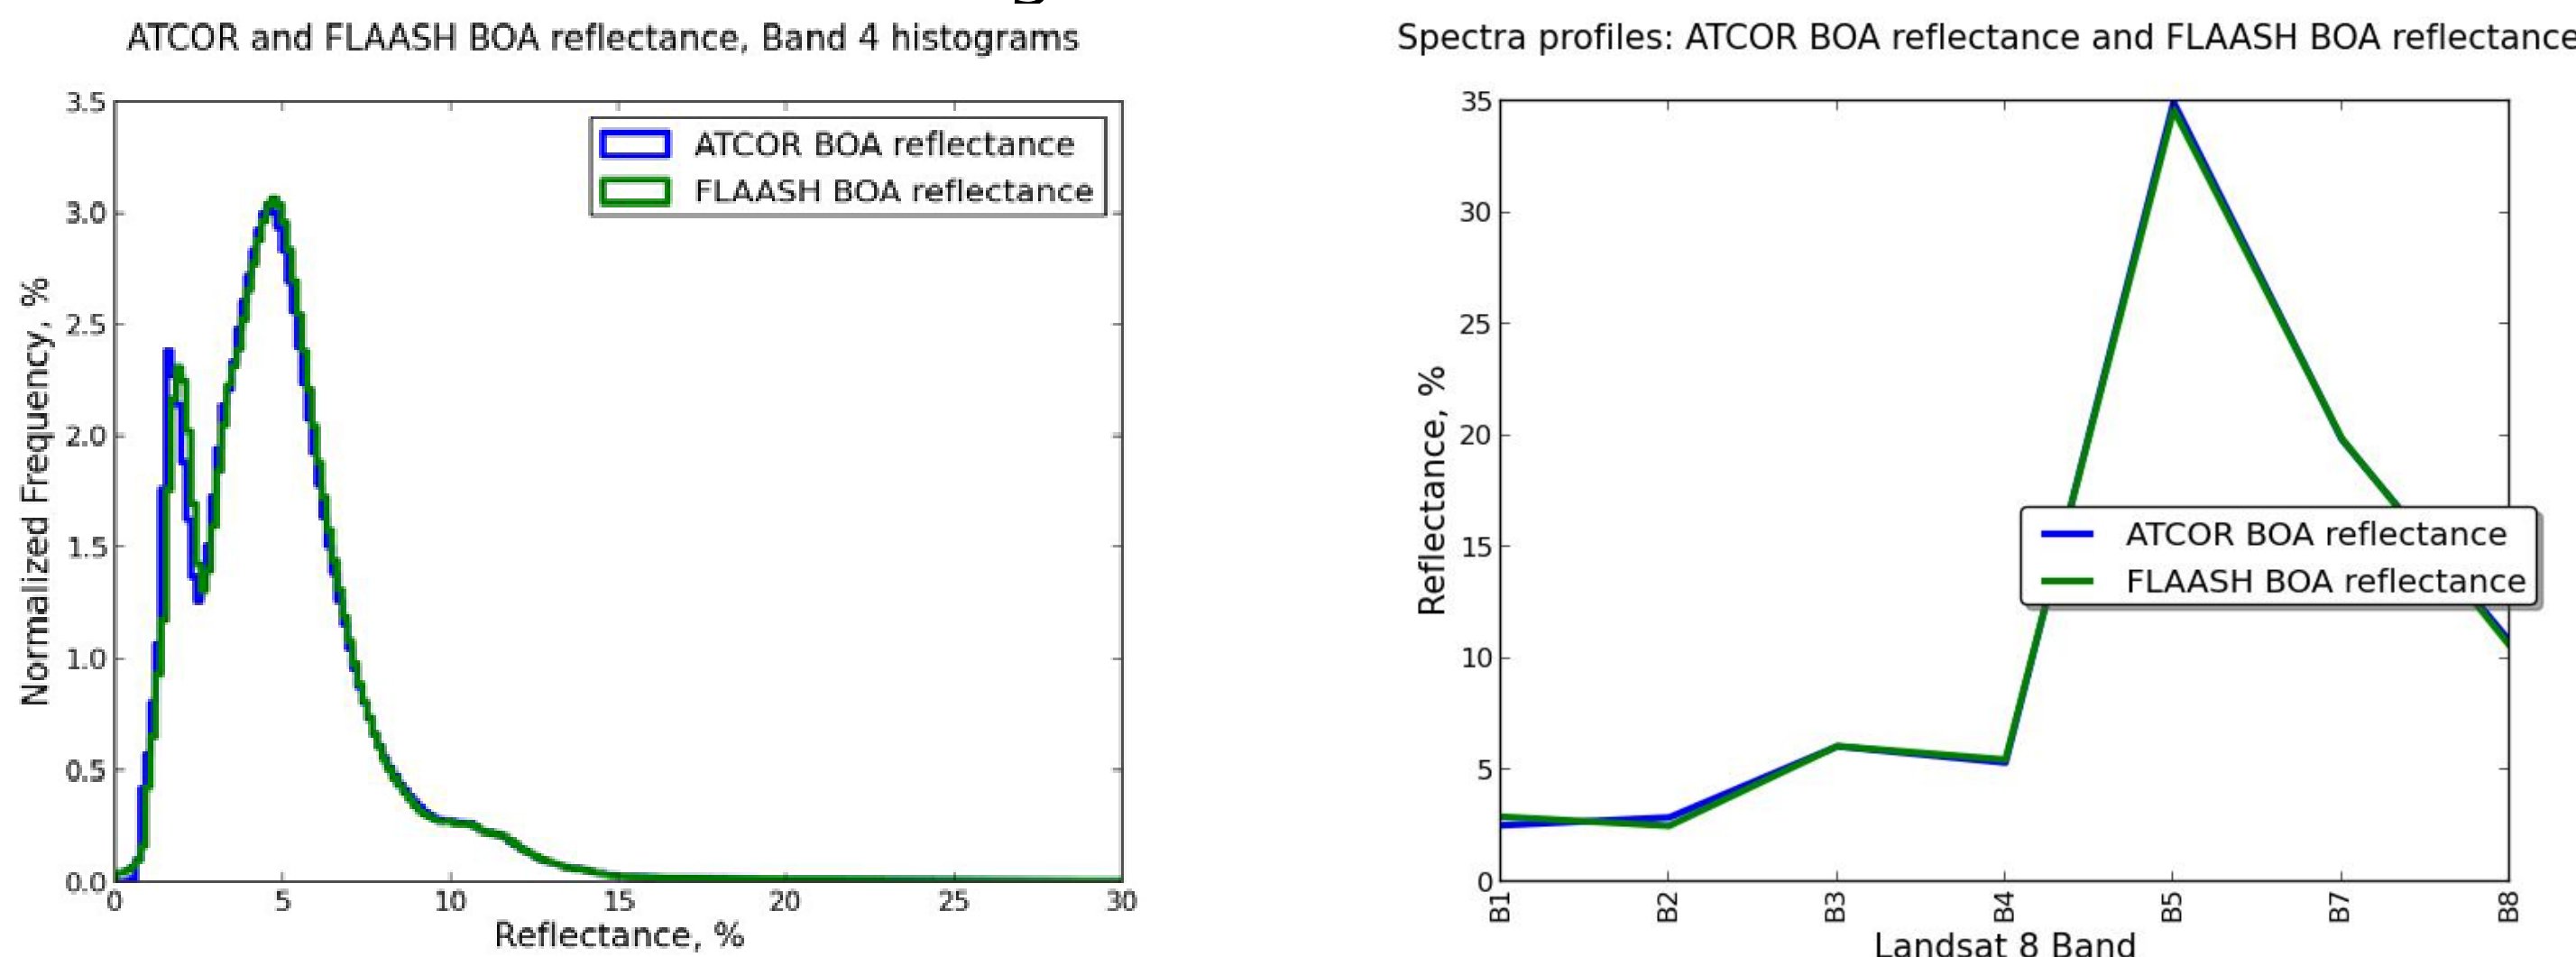 ATCOR and FLAASH BOA reflectance, Band 4 histograms
3.5
3.0
2.5
2.0
1.5
1.0
0.5
0.0
Normalized Frequency, %
ATCOR BOA reflectance
FLAASH BOA reflectance
0 5 10 15 20 25 30
Reflectance, %
Spectra profiles: ATCOR BOA reflectance and FLAASH BOA reflectance
35
30
25
20
15
10
5
0
Reflectance, %
ATCOR BOA reflectance
FLAASH BOA reflectance
B1 B2 B3 B4 B5 B7 B8
Landsat 8 Band